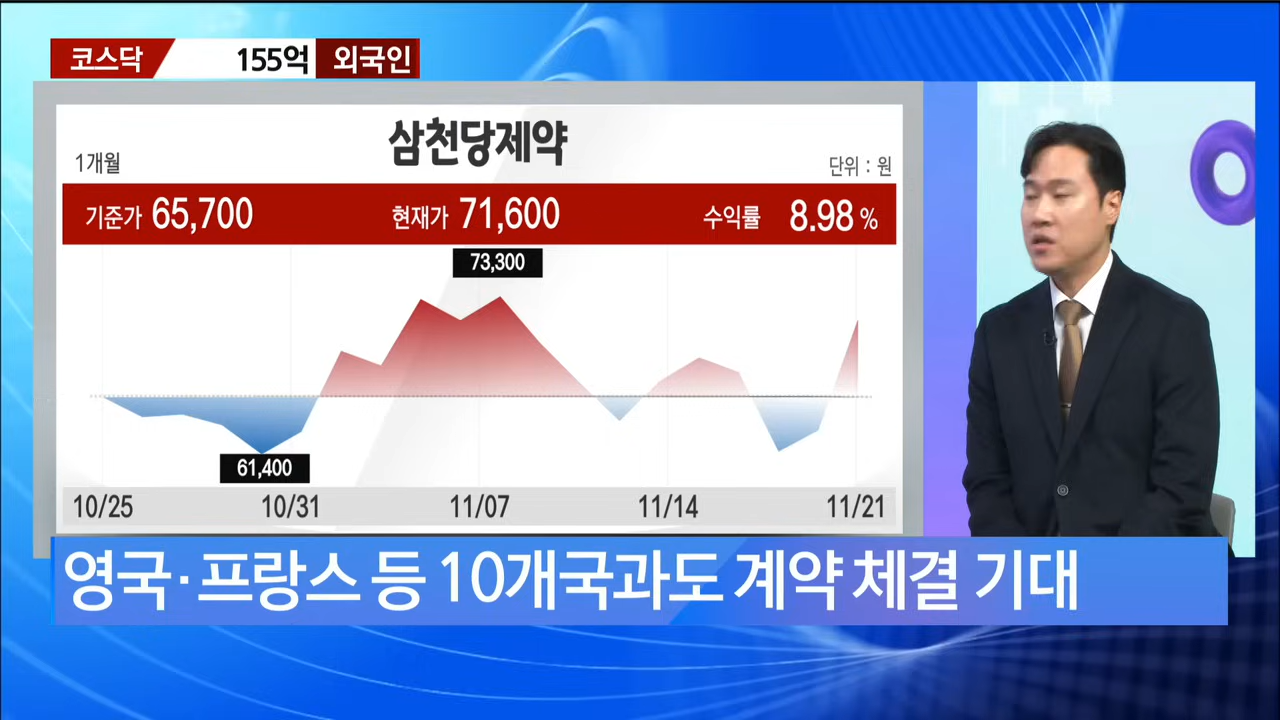 코스닥 155억 외국인
삼천당제약
1개월
단위 : 원
기준가 65,700 현재가 71,600 수익률 8.98 %
73,300
61,400
10/25 10/31 11/07 11/14 11/21
영국·프랑스 등 10개국과도 계약 체결 기대